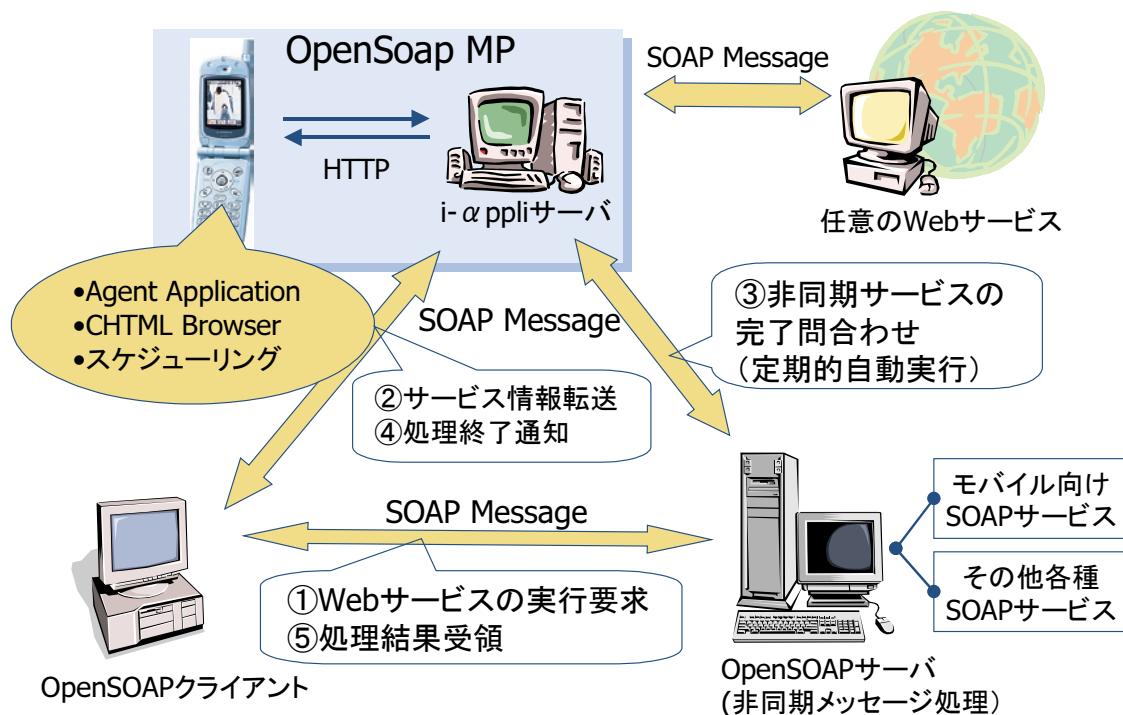 OpenSoap MP
SOAP Message
HTTP
i-αppliサーバ
任意のWebサービス
•Agent Application
•CHTML Browser
•スケジューリング
SOAP Message
③非同期サービスの
完了問合わせ
（定期的自動実行）
②サービス情報転送
④処理終了通知
SOAP Message
モバイル向け
SOAPサービス
その他各種
SOAPサービス
①Webサービスの実行要求
⑤処理結果受領
OpenSOAPクライアント
OpenSOAPサーバ
(非同期メッセージ処理）